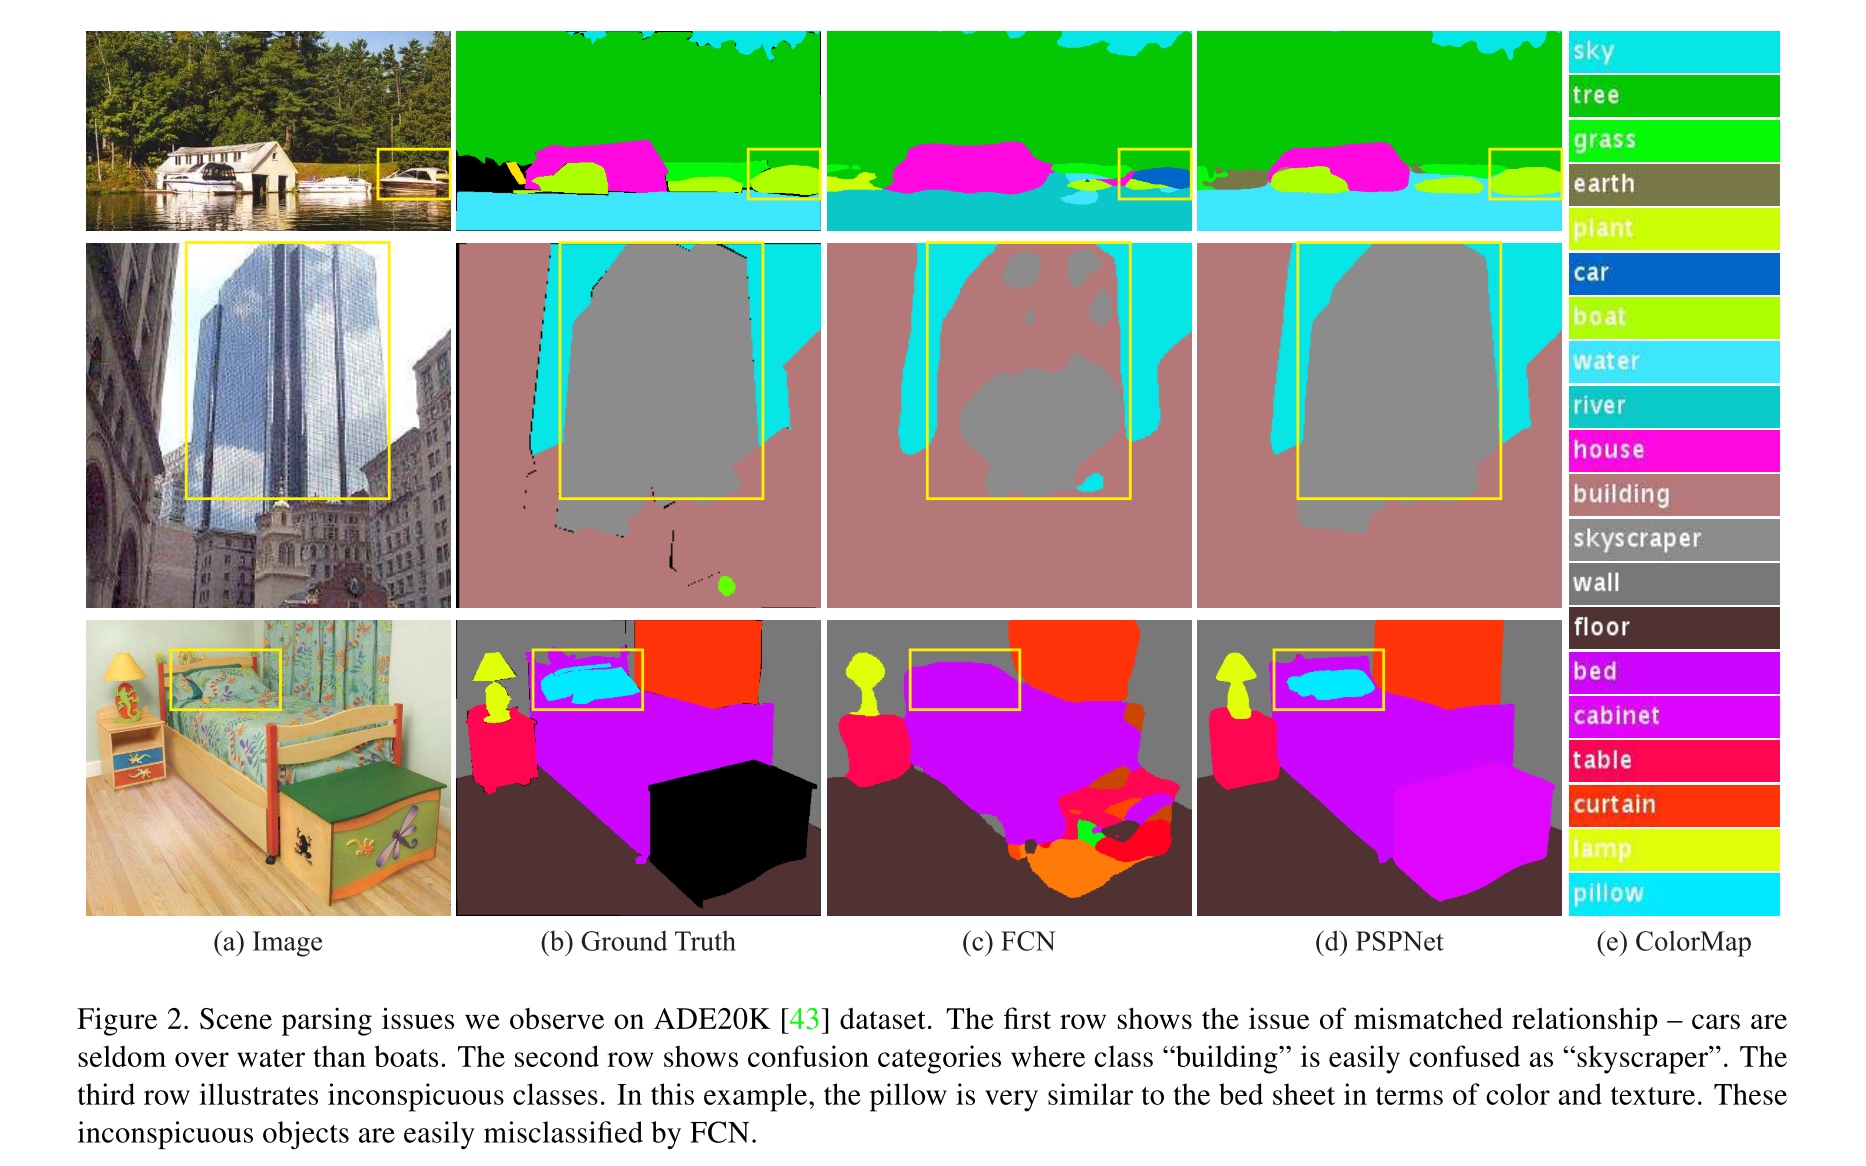 sky
tree
grass
earth
plant
car
boat
water
river
house
building
skyscraper
wall
floor
bed
cabinet
table
curtain
lamp
pillow
(a) Image
(b) Ground Truth
(c) FCN
(d) PSPNet
(e) ColorMap
Figure 2. Scene parsing issues we observe on ADE20K [43] dataset. The first row shows the issue of mismatched relationship – cars are
seldom over water than boats. The second row shows confusion categories where class “building” is easily confused as “skyscraper”. The
third row illustrates inconspicuous classes. In this example, the pillow is very similar to the bed sheet in terms of color and texture. These
inconspicuous objects are easily misclassified by FCN.